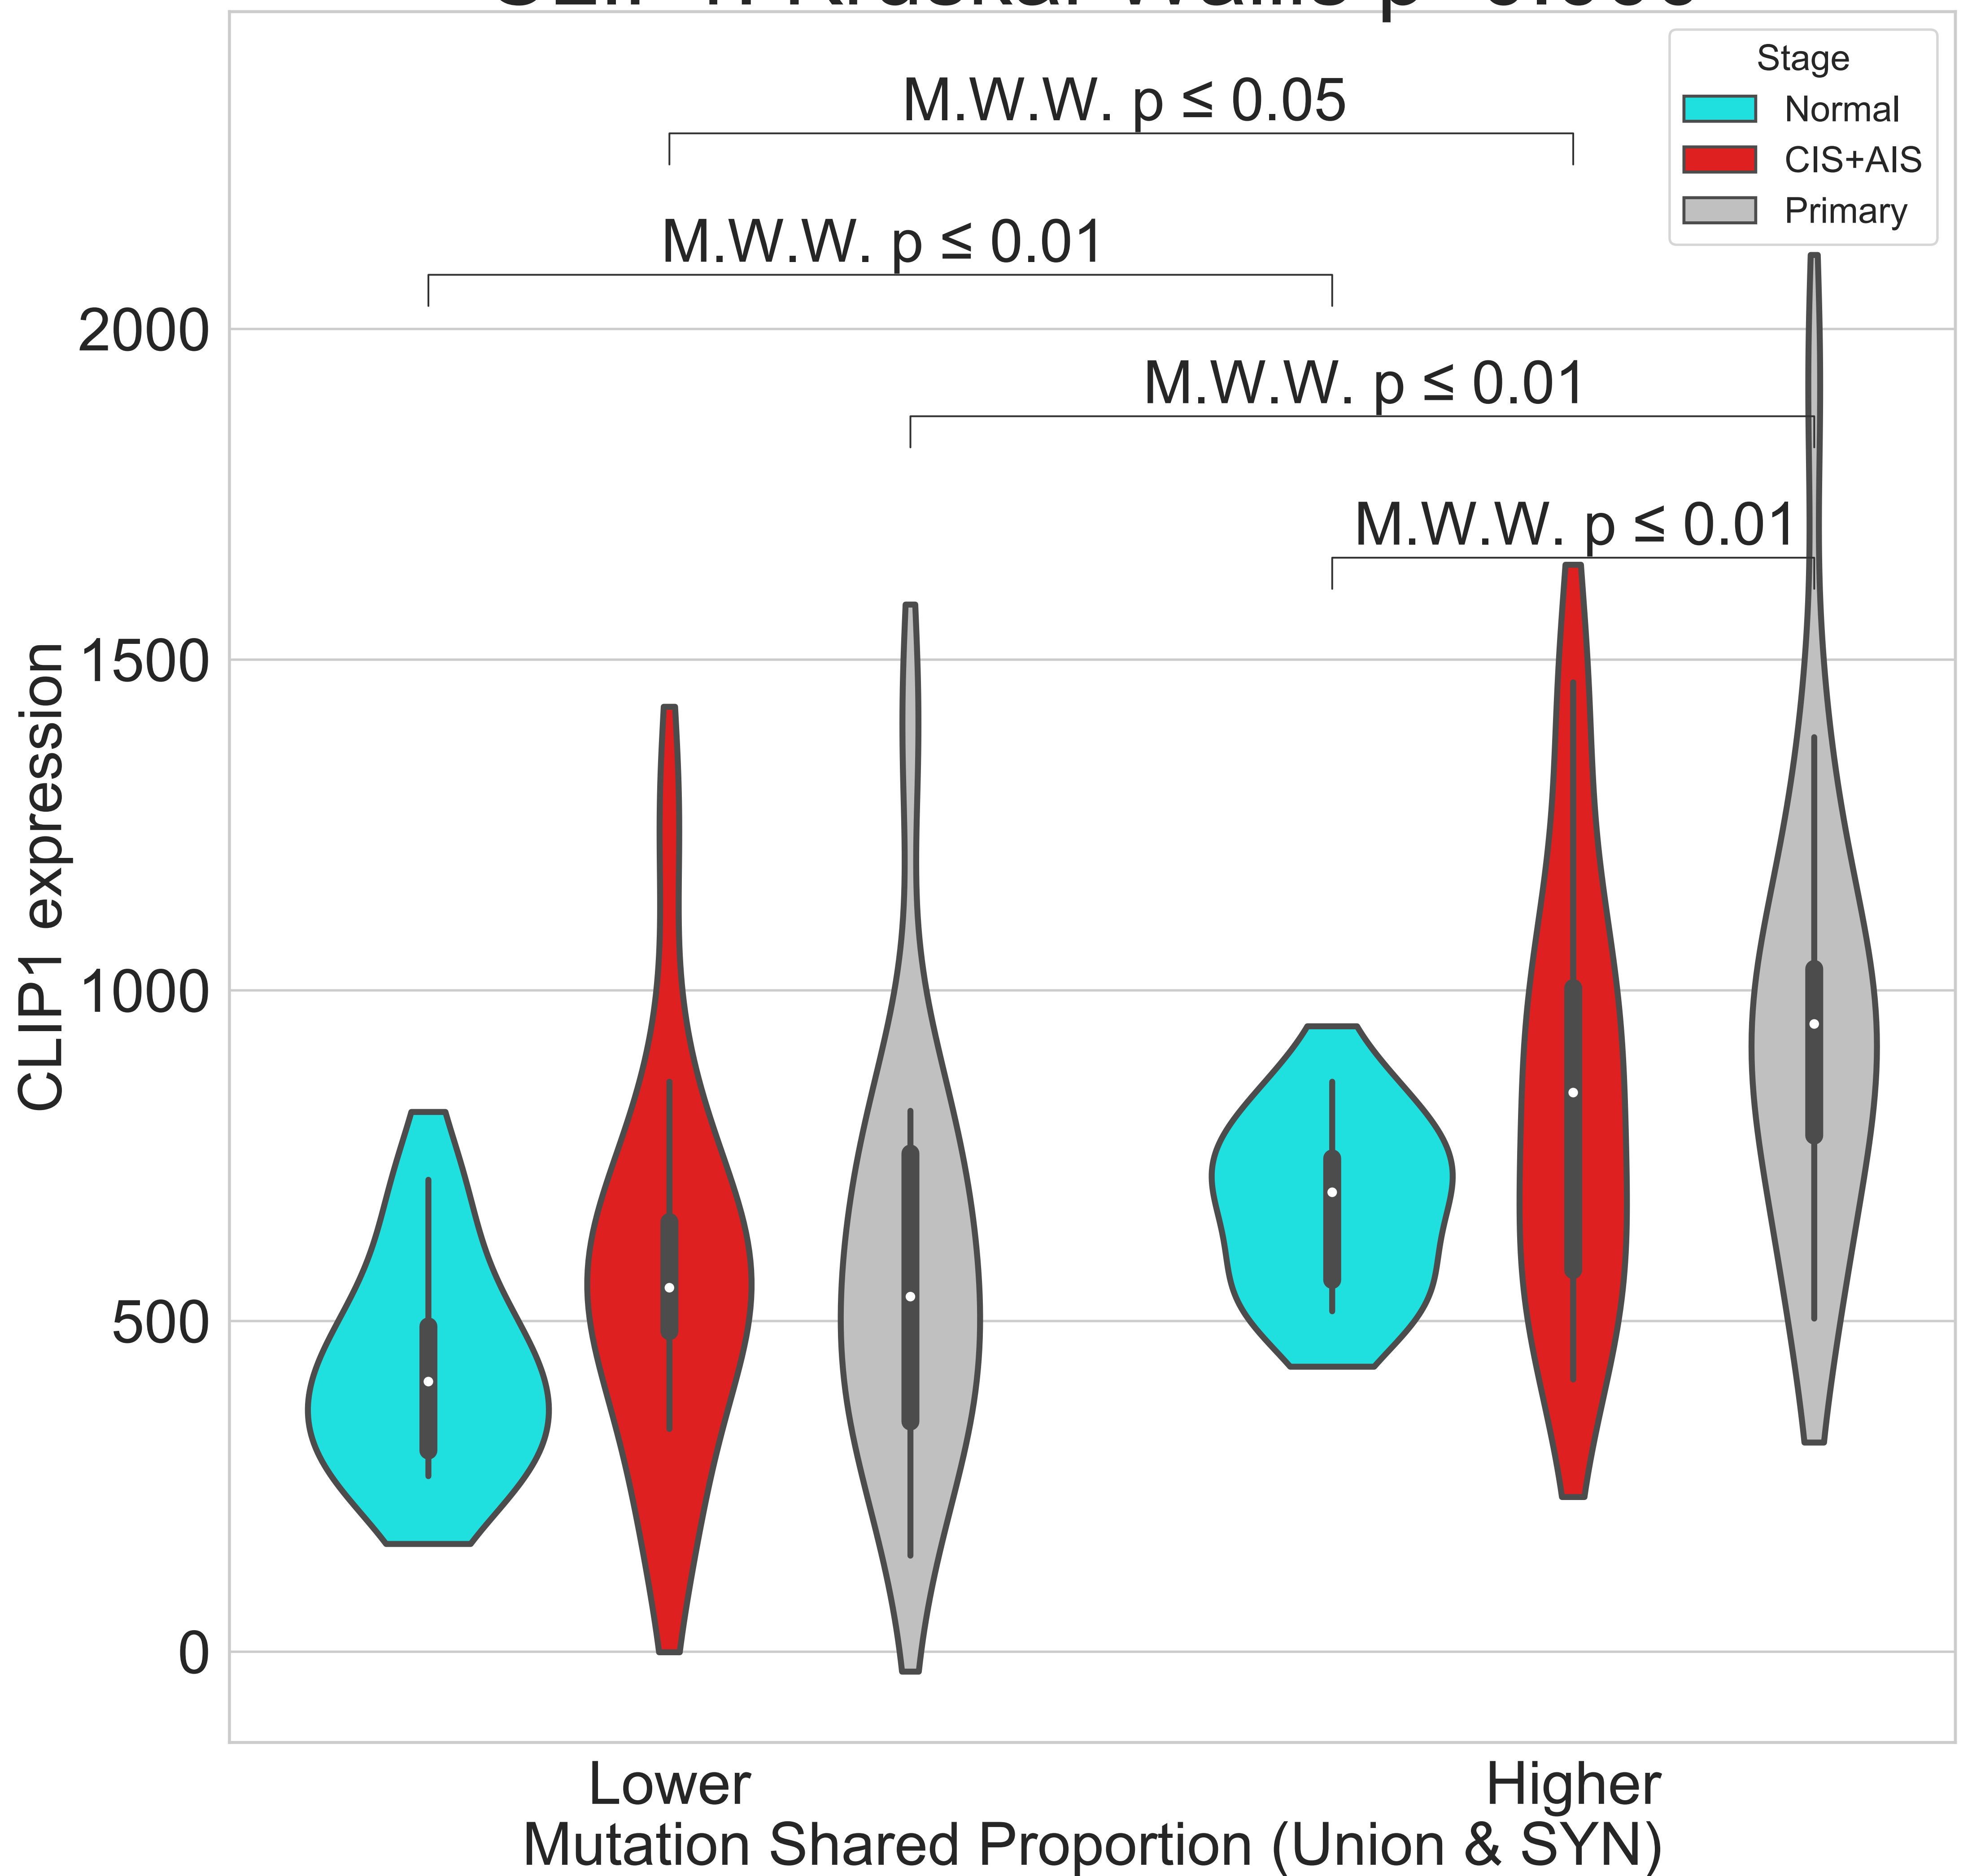 Stage
Normal
CIS+AIS
Primary
M.W.W. p ≤ 0.05
M.W.W. p ≤ 0.01
M.W.W. p ≤ 0.01
M.W.W. p ≤ 0.01
CLIP1 expression
2000
1500
1000
500
0
Lower
Higher
Mutation Shared Proportion (Union & SYN)